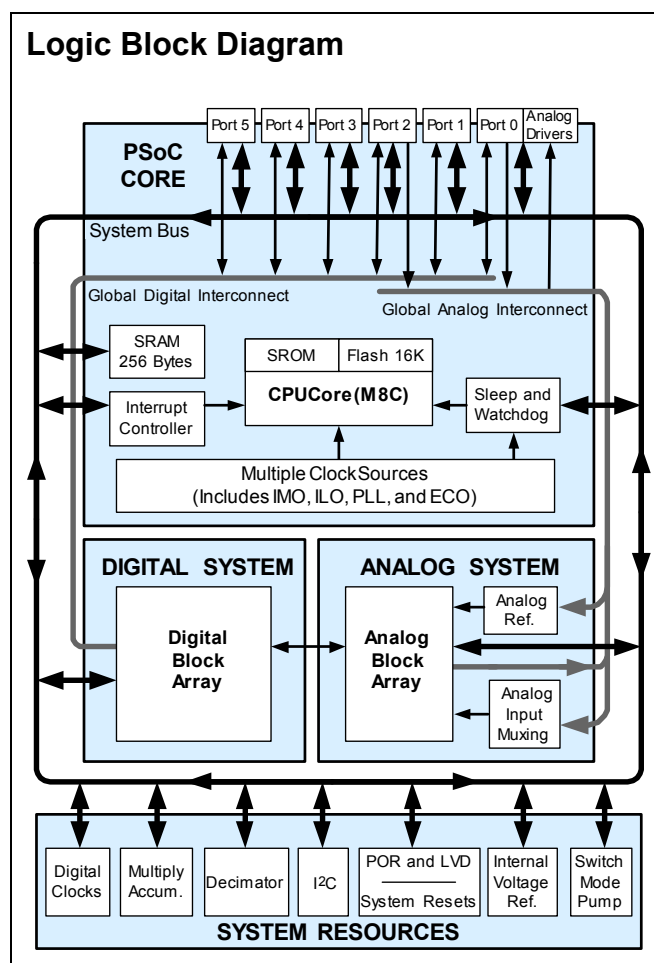 Logic Block Diagram
Port 5 Port 4 Port 3 Port 2 Port 1 Port 0 Analog
Drivers
PSoC
CORE
System Bus
Global Digital Interconnect
Global Analog Interconnect
SRAM
256 Bytes
SROM Flash 16K
CPUCore(M8C)
Interrupt
Controller
Sleep and
Watchdog
Multiple ClockSources
(Includes IMO, ILO, PLL, and ECO)
DIGITAL SYSTEM
Digital
Block
Array
ANALOG SYSTEM
Analog
Block
Array
Analog
Ref.
Analog
Input
Muxing
Digital
Clocks
Multiply
Accum.
Decimator
I²C
POR and LVD
System Resets
Internal
Voltage
Ref.
Switch
Mode
Pump
SYSTEM RESOURCES